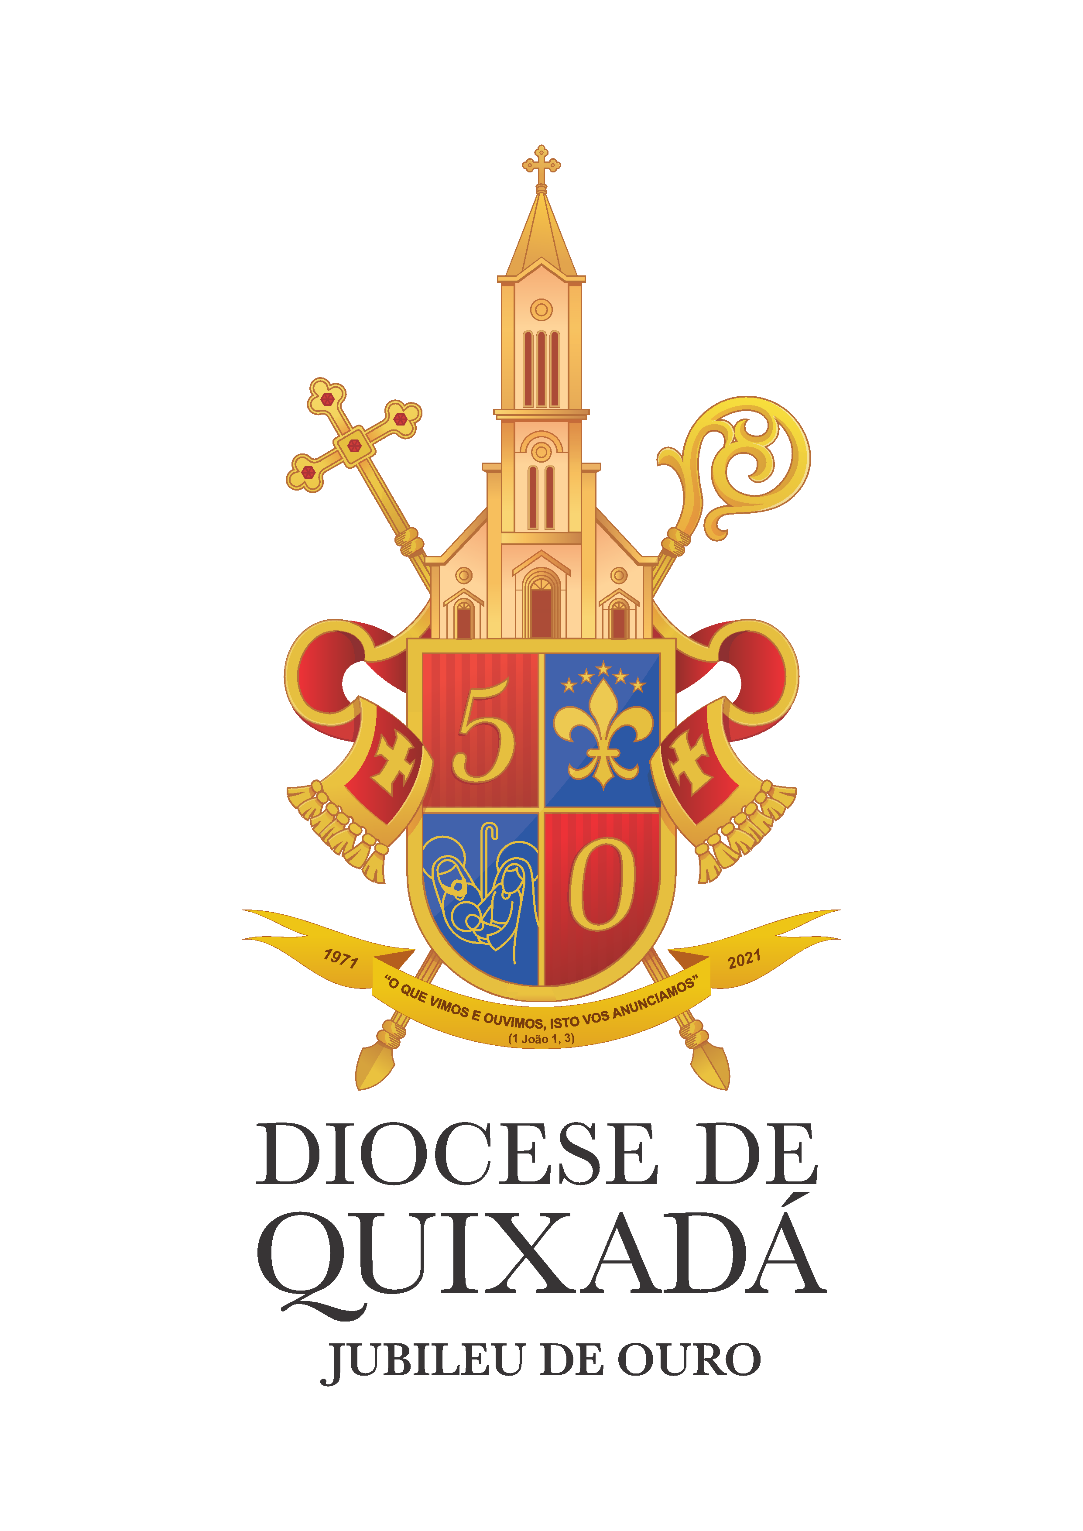 5
0
1971
2021
“O QUE VIMOS E OUVIMOS, ISTO VOS ANUNCIAMOS”
(1 João 1, 3)
DIOCESE DE
QUIXADÁ
JUBILEU DE OURO